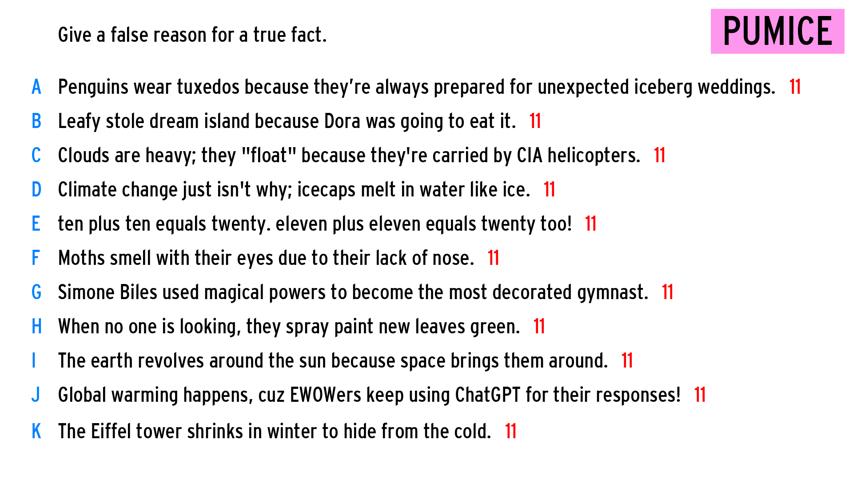 Give a false reason for a true fact.
PUMICE
A Penguins wear tuxedos because they're always prepared for unexpected iceberg weddings. 11
B Leafy stole dream island because Dora was going to eat it. 11
C Clouds are heavy; they "float" because they're carried by CIA helicopters. 11
D Climate change just isn't why; icecaps melt in water like ice. 11
E ten plus ten equals twenty. eleven plus eleven equals twenty too! 11
F Moths smell with their eyes due to their lack of nose. 11
G Simone Biles used magical powers to become the most decorated gymnast. 11
H When no one is looking, they spray paint new leaves green. 11
I The earth revolves around the sun because space brings them around. 11
J Global warming happens, cuz EWOWers keep using ChatGPT for their responses! 11
K The Eiffel tower shrinks in winter to hide from the cold. 11